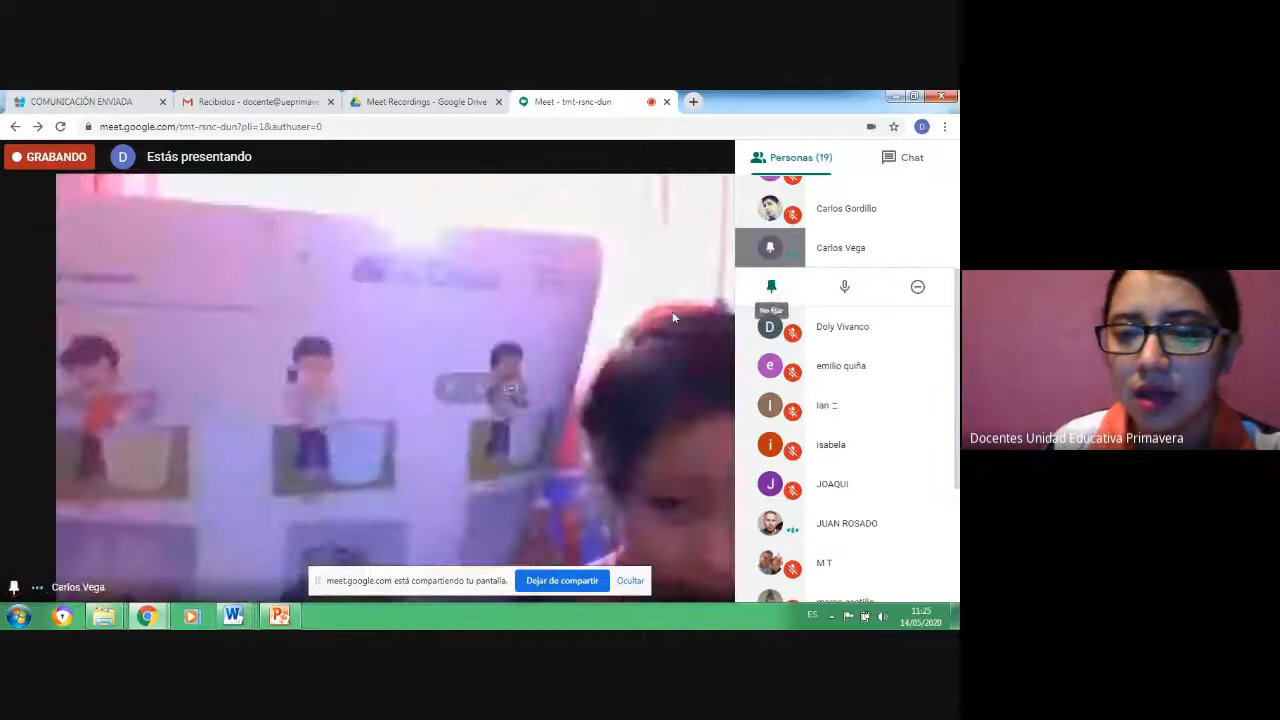 COMUNICACIÓN ENVIADA
Recibidos - docente@ueprimave
Meet Recordings - Google Drive
Meet - tmt-rsnc-dun
meet.google.com/tmt-rsnc-dun?pli=1&authuser=0
GRABANDO
D
Estás presentando
Personas (19)
Chat
Carlos Gordillo
Carlos Vega
No fijar
D
Doly Vivanco
e
emilio quiña
I
Ian
i
isabela
J
JOAQUI
JUAN ROSADO
M T
Docentes Unidad Educativa Primavera
meet.google.com está compartiendo tu pantalla.
Dejar de compartir
Ocultar
Carlos Vega
ES
11:25
14/05/2020